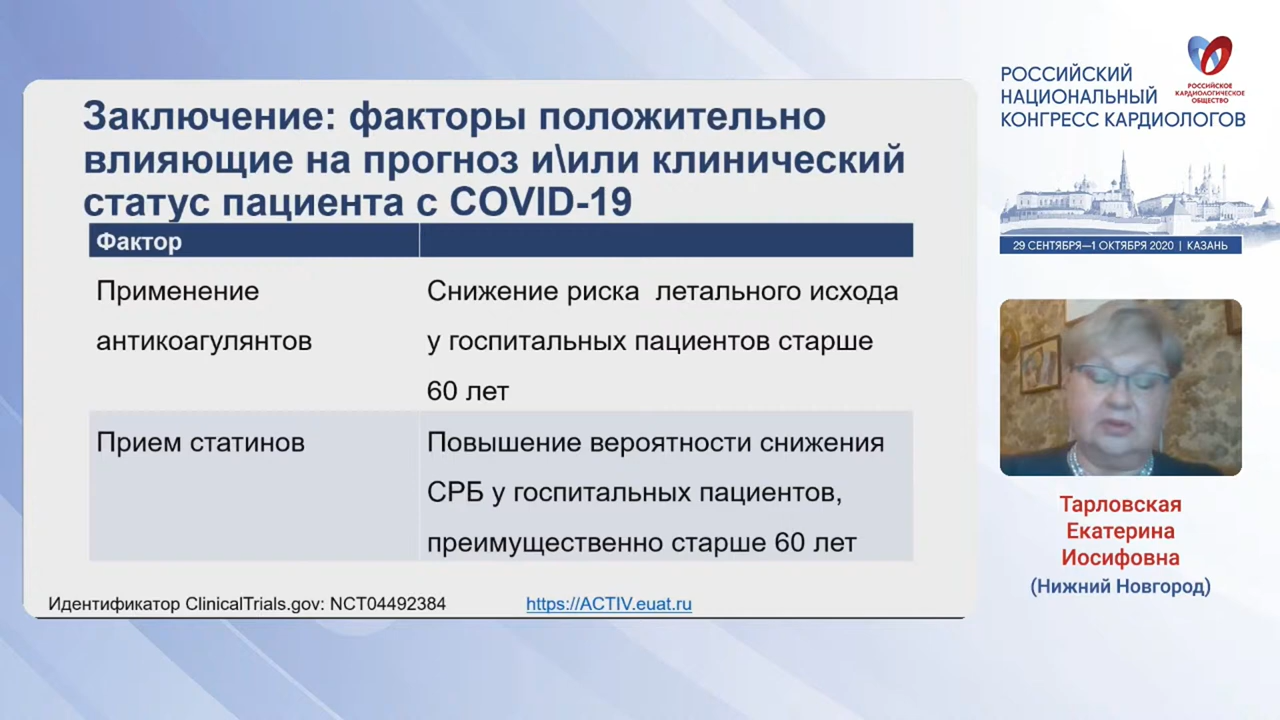 Заключение: факторы положительно
влияющие на прогноз и\или клинический
статус пациента с COVID-19
Фактор
Применение
антикоагулянтов
Снижение риска летального исхода
у госпитальных пациентов старше
60 лет
Прием статинов
Повышение вероятности снижения
СРБ у госпитальных пациентов,
преимущественно старше 60 лет
Идентификатор ClinicalTrials.gov: NCT04492384
https://ACTIV.euat.ru
РОССИЙСКИЙ
НАЦИОНАЛЬНЫЙ
КОНГРЕСС КАРДИОЛОГОВ
РОССИЙСКОЕ
КАРДИОЛОГИЧЕСКОЕ
ОБЩЕСТВО
29 СЕНТЯБРЯ—1 ОКТЯБРЯ 2020 | КАЗАНЬ
Тарловская
Екатерина
Иосифовна
(Нижний Новгород)